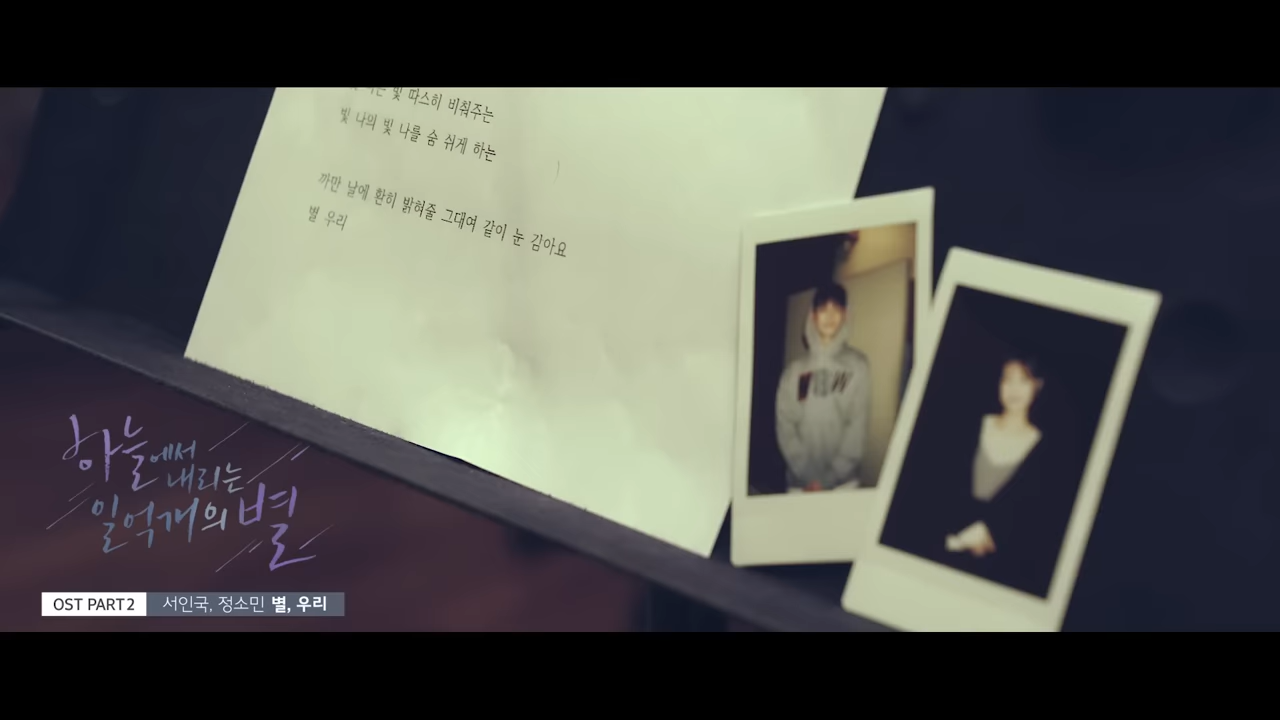 빛 따스히 비춰주는
빛 나의 빛 나를 숨 쉬게 하는
까만 날에 환히 밝혀줄 그대여 같이 눈 감아요
별 우리
하늘에서
내리는
일억개의 별
OST PART 2 서인국, 정소민 별, 우리